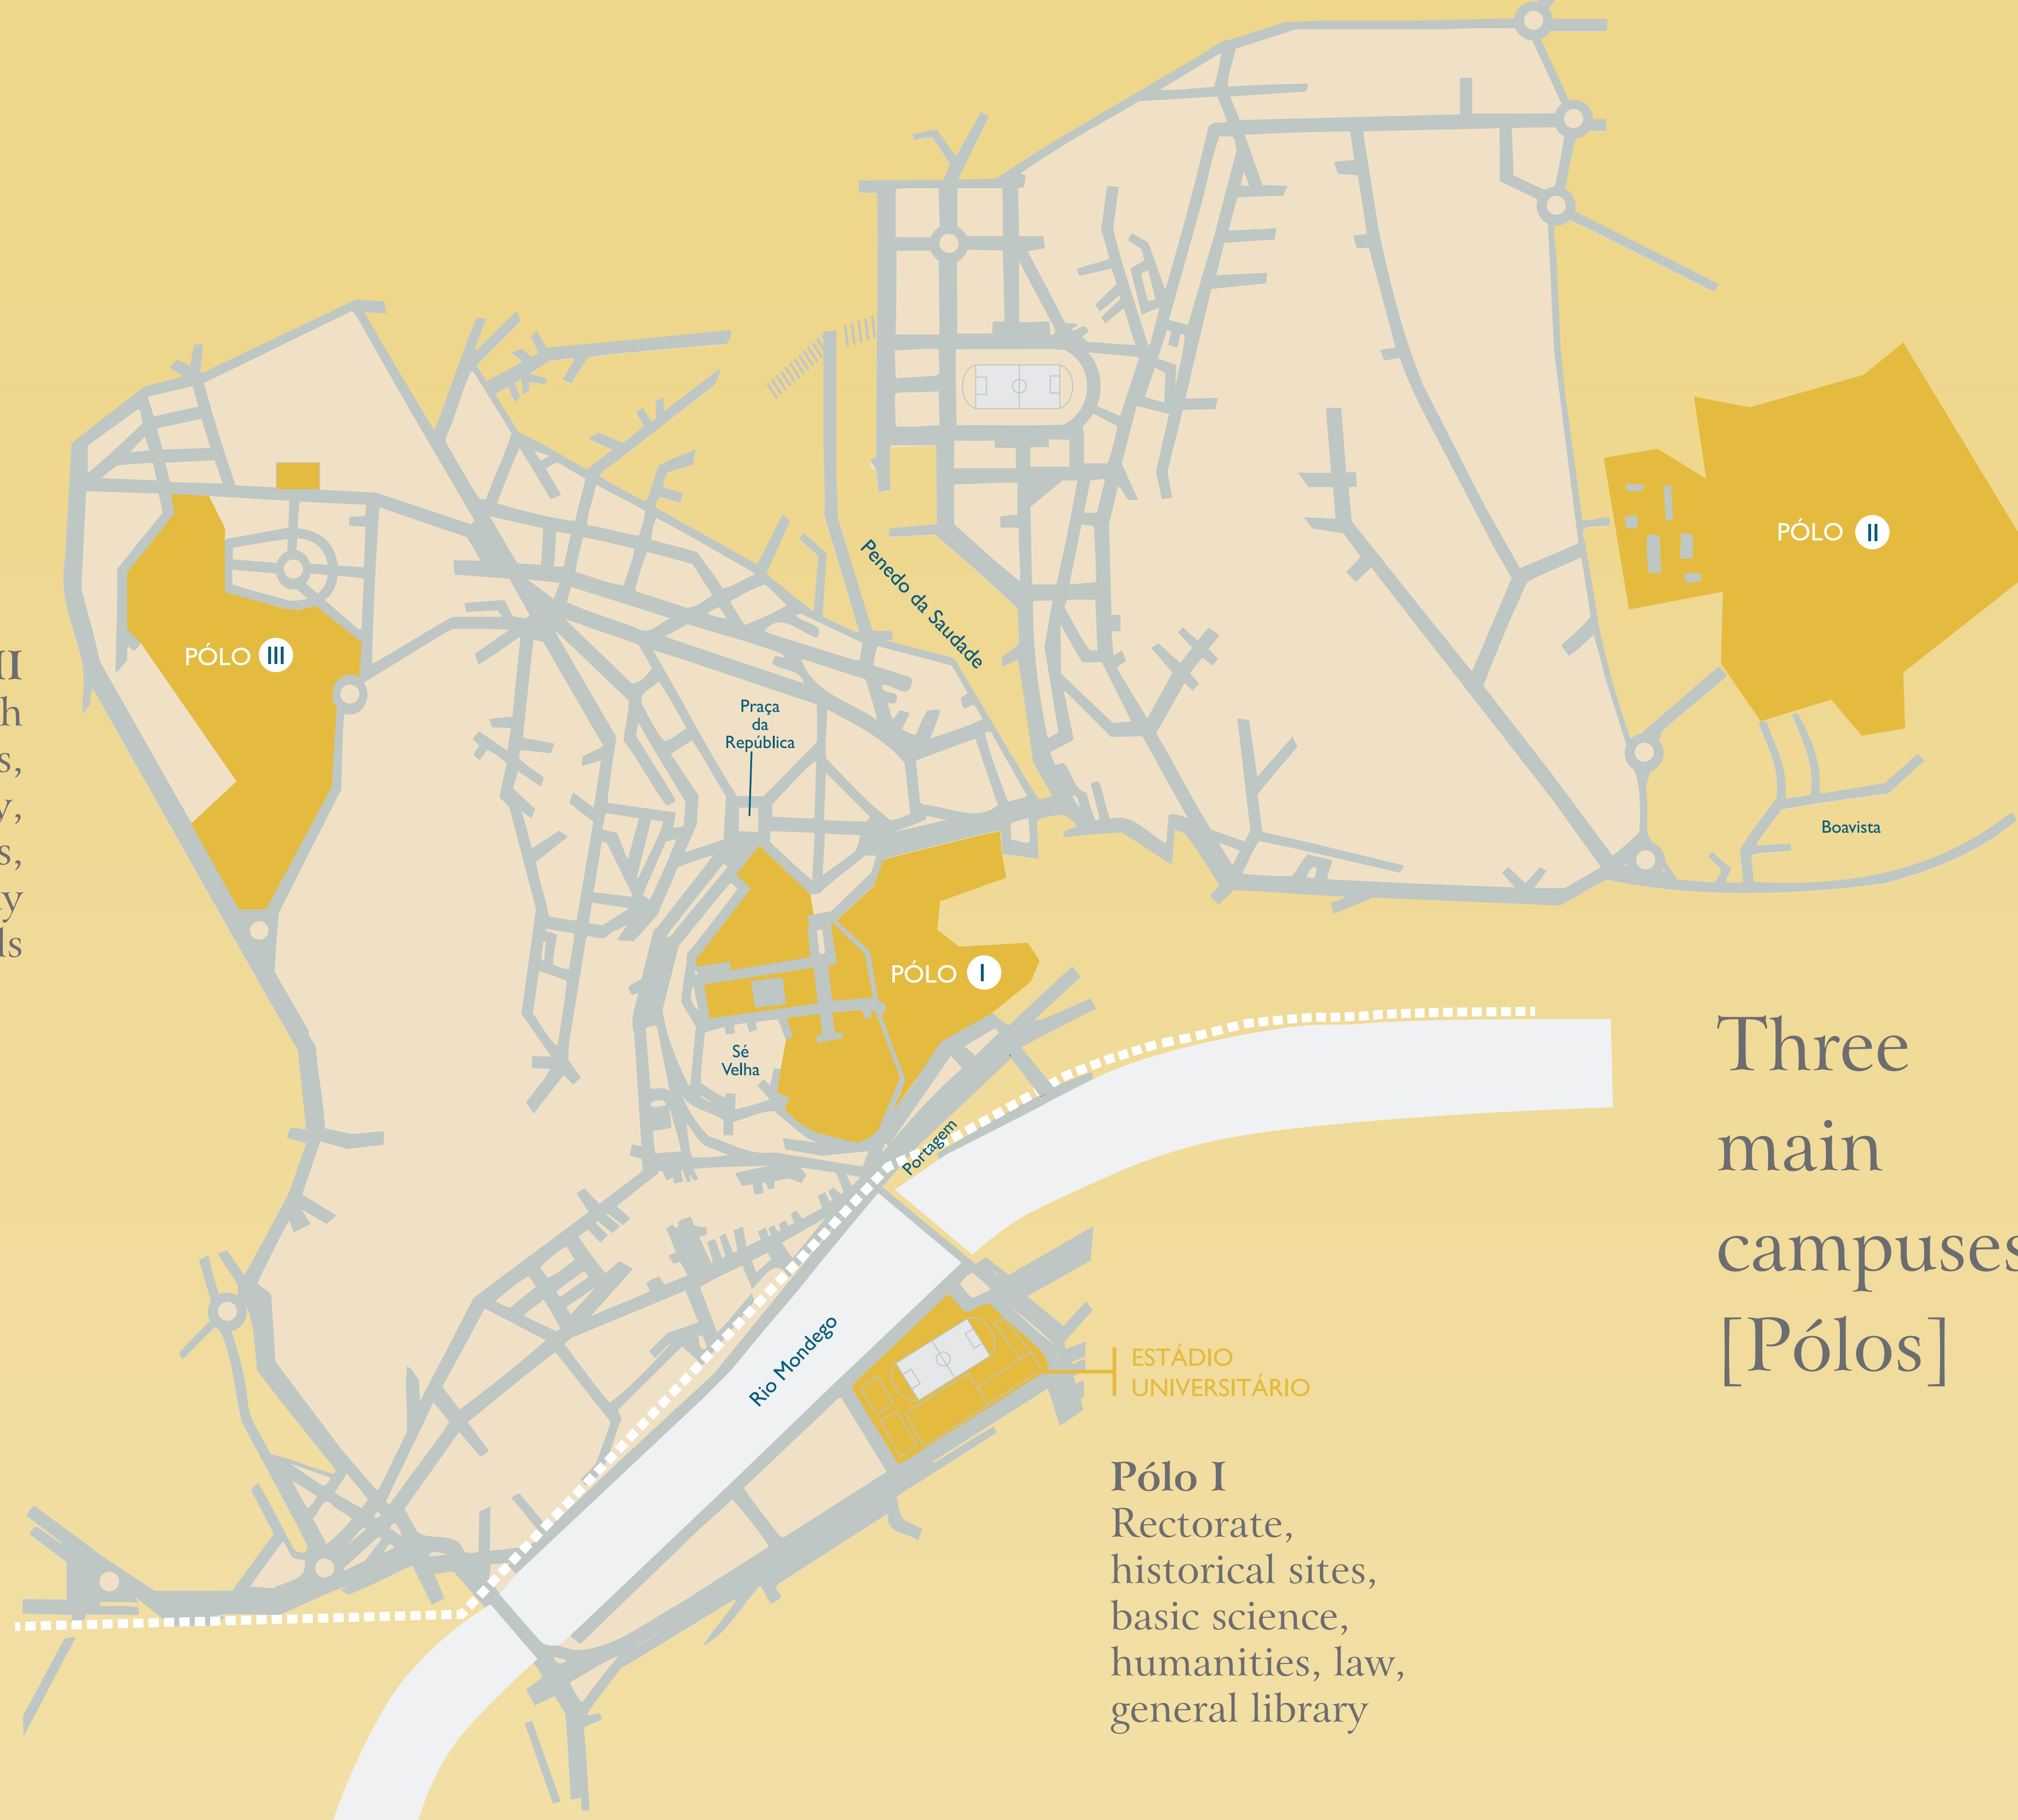 PÓLO II
Penedo da Saudade
PÓLO III
Praça
da
República
Boavista
PÓLO I
Sé
Velha
Portagem
Rio Mondego
ESTÁDIO
UNIVERSITÁRIO
Three
main
campuses
[Pólos]
Pólo I
Rectorate,
historical sites,
basic science,
humanities, law,
general library